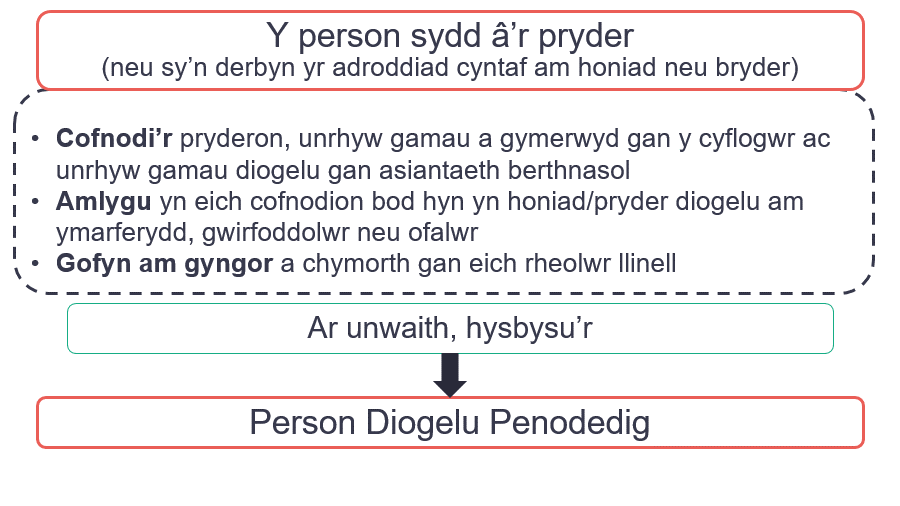 Y person sydd â’r pryder
(neu sy’n derbyn yr adroddiad cyntaf am honiad neu bryder)
• Cofnodi’r pryderon, unrhyw gamau a gymerwyd gan y cyflogwr ac
unrhyw gamau diogelu gan asiantaeth berthnasol
• Amlygu yn eich cofnodion bod hyn yn honiad/pryder diogelu am
ymarferydd, gwirfoddolwr neu ofalwr
• Gofyn am gyngor a chymorth gan eich rheolwr llinell
Ar unwaith, hysbysu’r
Person Diogelu Penodedig